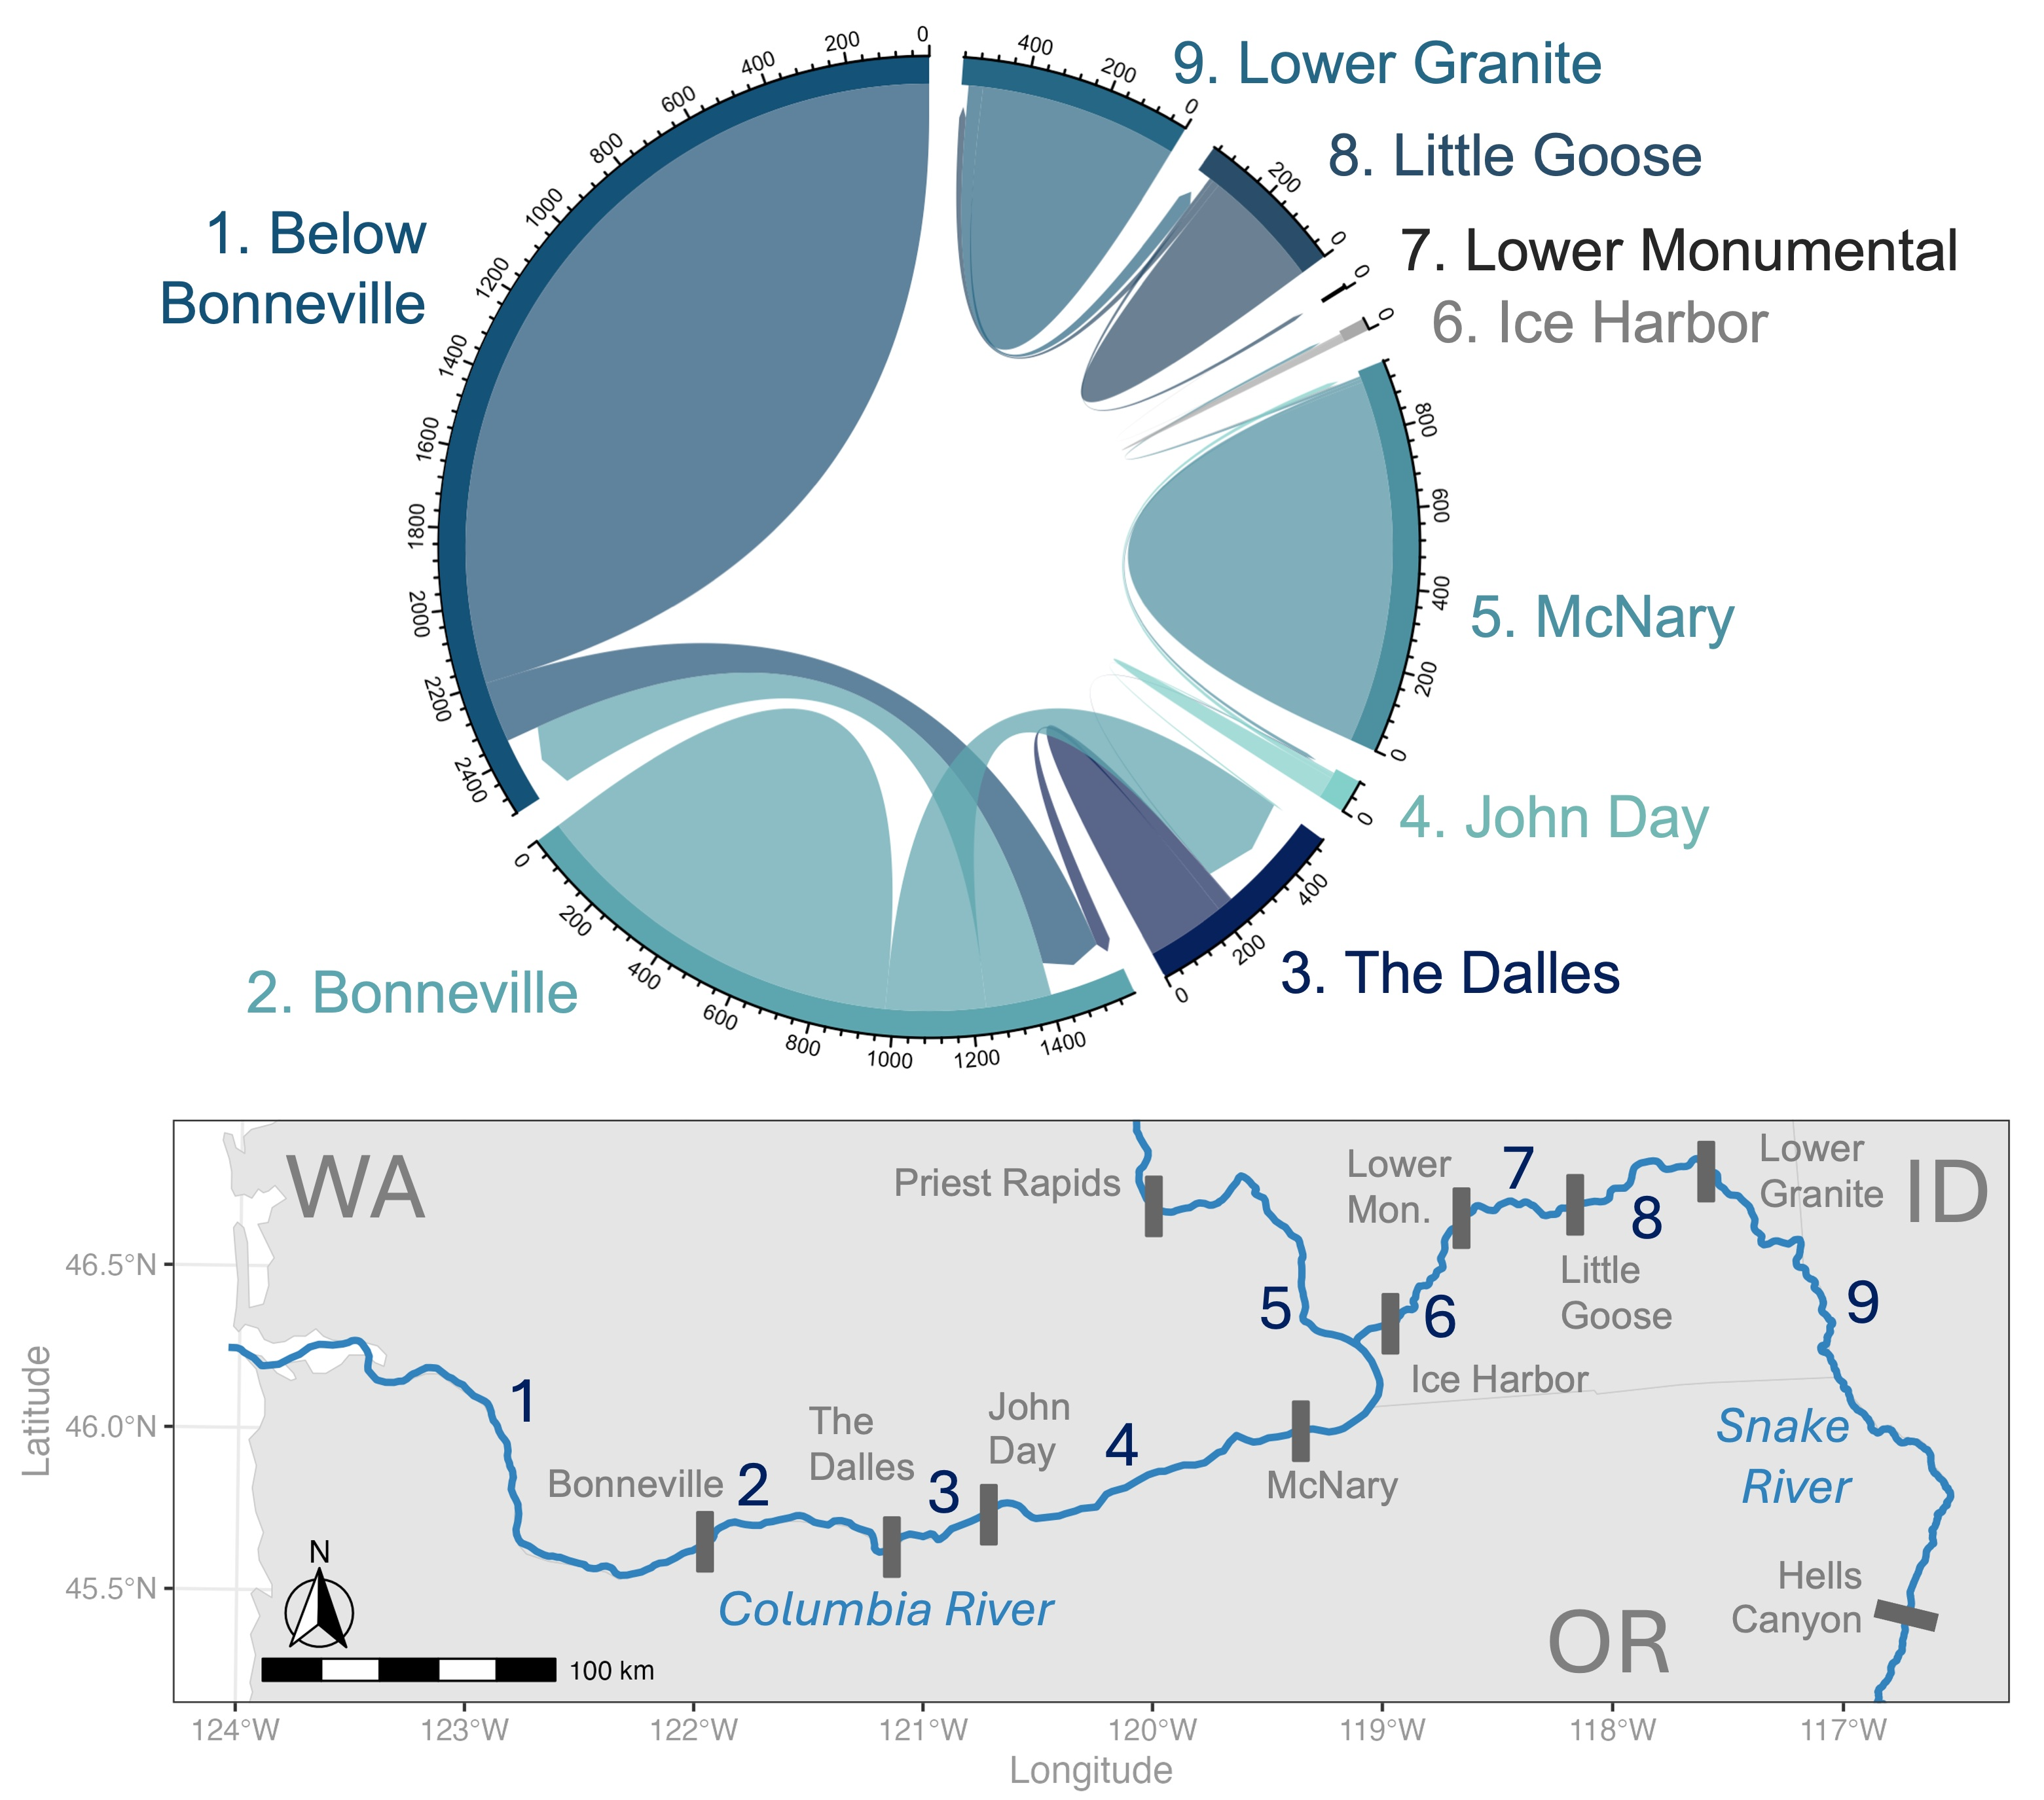 0
200
400
600
800
1000
1200
1400
1600
1800
2000
2200
2400
1. Below
Bonneville
400
200
0
9. Lower Granite
200
0
8. Little Goose
0
7. Lower Monumental
0
6. Ice Harbor
800
600
400
200
0
5. McNary
0
4. John Day
400
200
0
3. The Dalles
0
200
400
600
800
1000
1200
1400
2. Bonneville
WA
Priest Rapids
Lower
Mon.
7
Lower
Granite
ID
8
Little
Goose
5
6
9
Ice Harbor
1
The
Dalles
John
Day
4
McNary
Snake
River
Bonneville
2
3
Columbia River
Hells
Canyon
OR
N
100 km
46.5°N
46.0°N
45.5°N
Latitude
124°W
123°W
122°W
121°W
120°W
119°W
118°W
117°W
Longitude